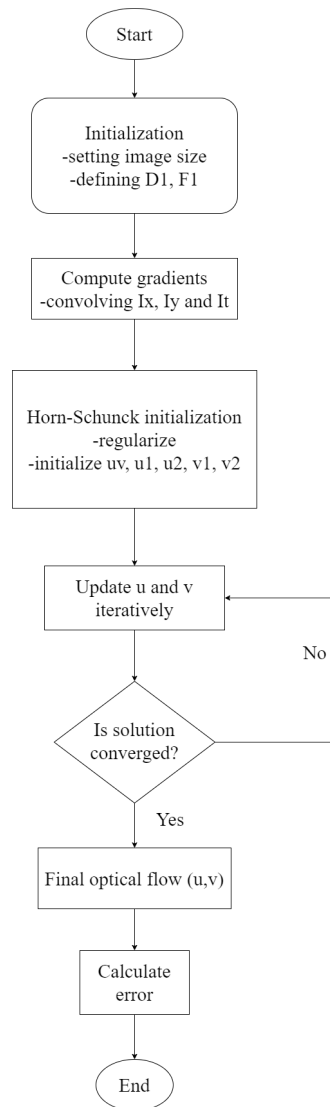 Start
Initialization
-setting image size
-defining D1, F1
Compute gradients
-convolving Ix, Iy and It
Horn-Schunck initialization
-regularize
-initialize uv, u1, u2, v1, v2
Update u and v
iteratively
No
Is solution
converged?
Yes
Final optical flow (u,v)
Calculate
error
End